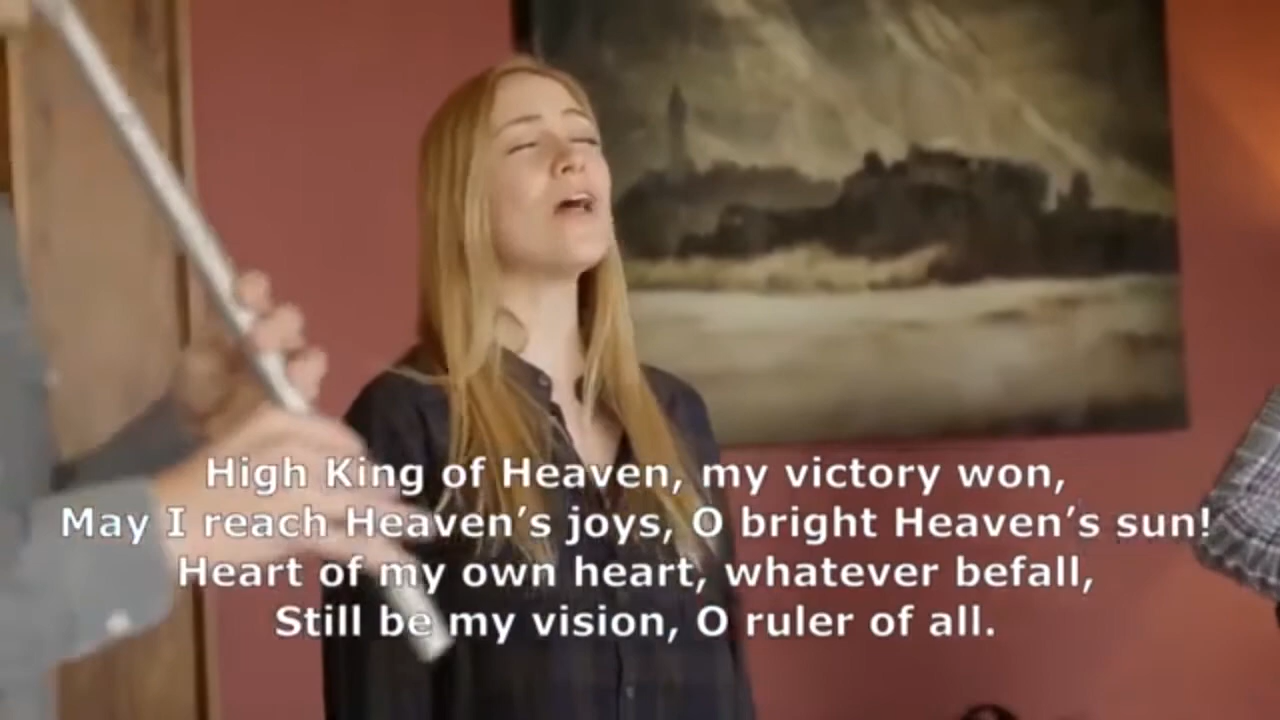 High King of Heaven, my victory won,
May I reach Heaven’s joys, O bright Heaven’s sun!
Heart of my own heart, whatever befall,
Still be my vision, O ruler of all.